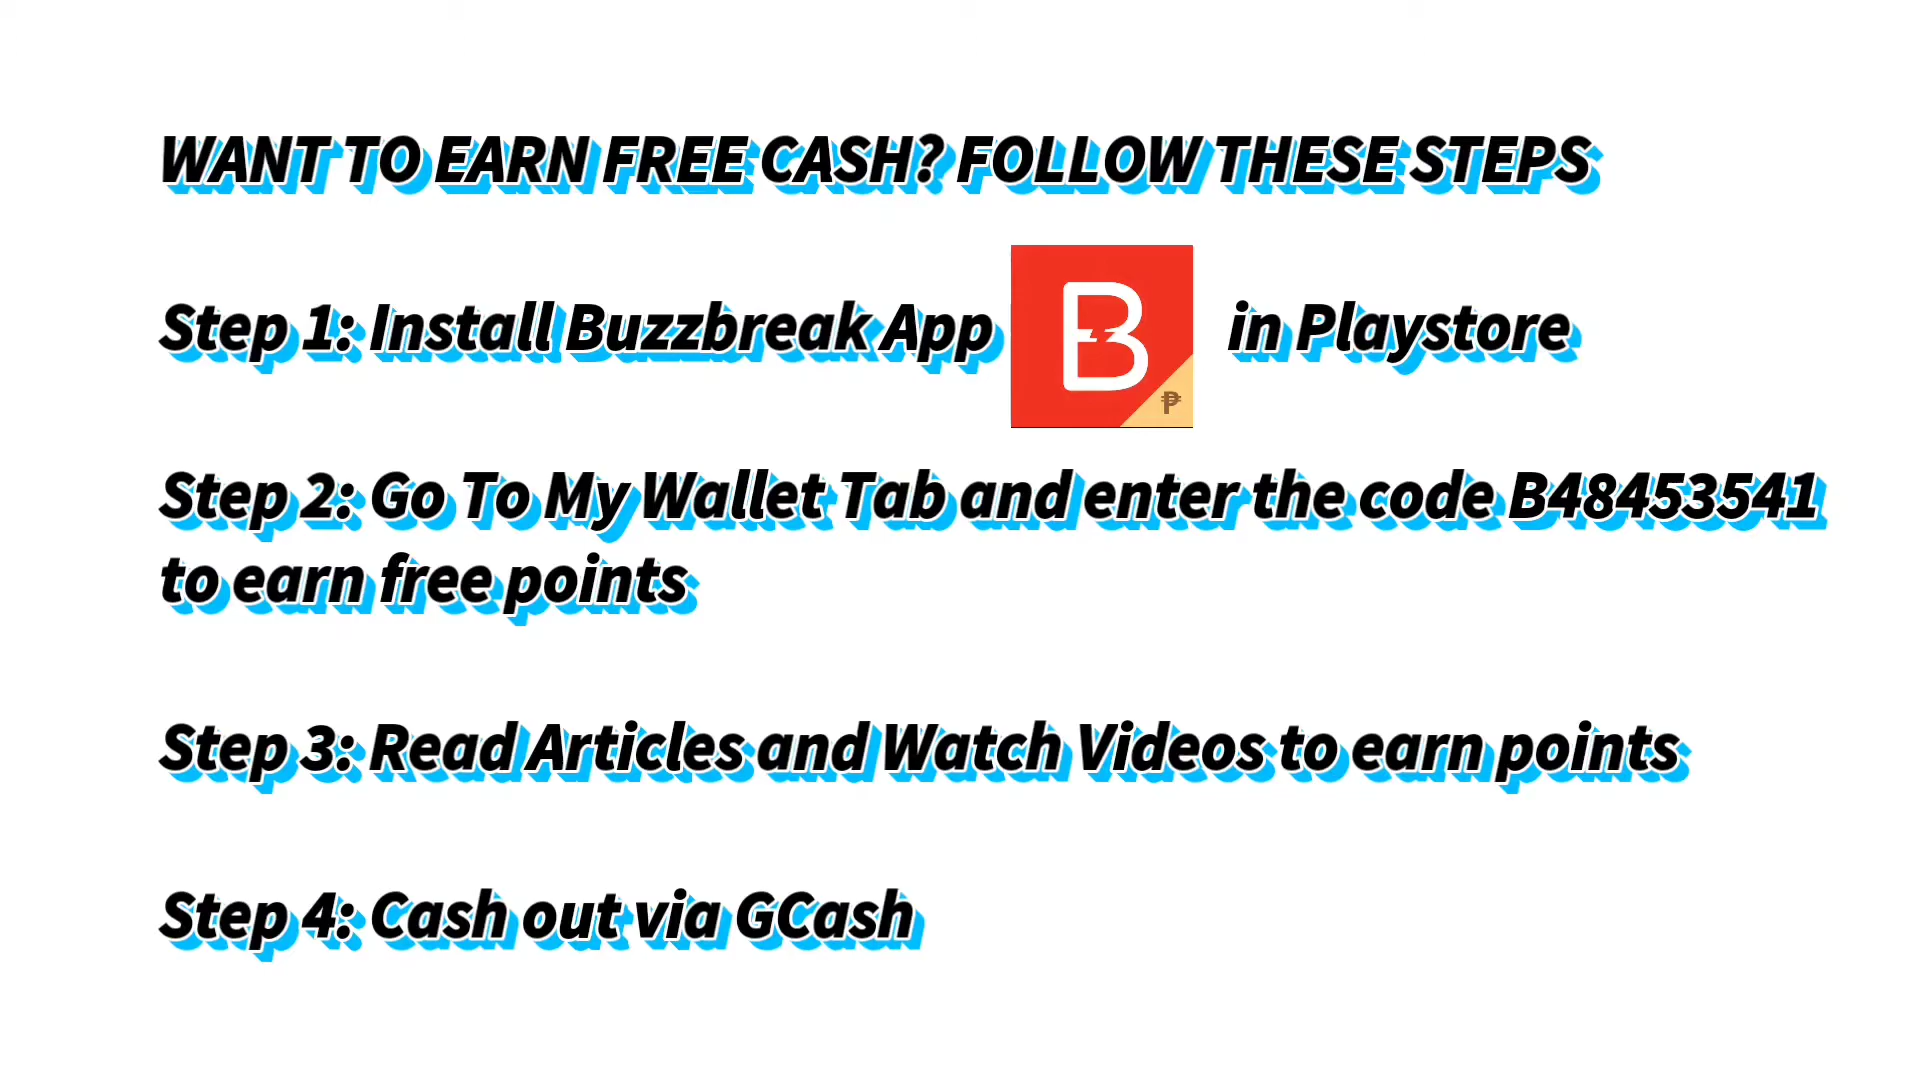 WANT TO EARN FREE CASH? FOLLOW THESE STEPS
Step 1: Install Buzzbreak App B ₱ in Playstore
Step 2: Go To My Wallet Tab and enter the code B48453541
to earn free points
Step 3: Read Articles and Watch Videos to earn points
Step 4: Cash out via GCash